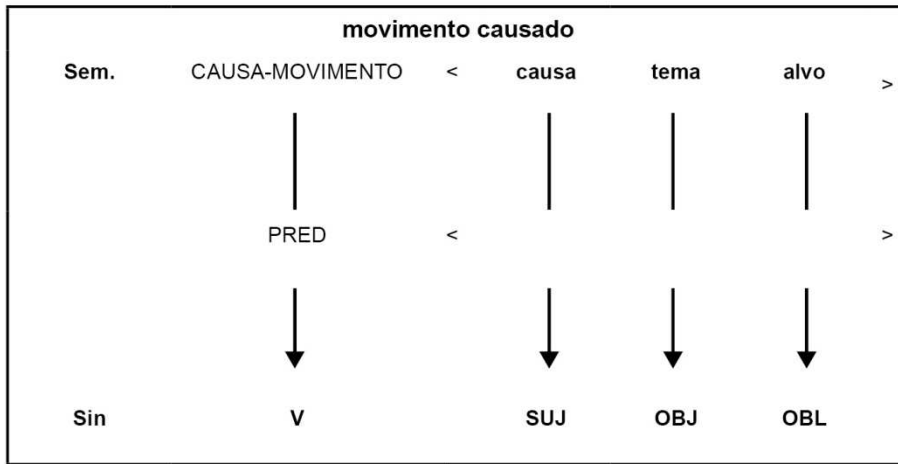 movimento causado
Sem. CAUSA-MOVIMENTO < causa tema alvo >
PRED < >
Sin V SUJ OBJ OBL